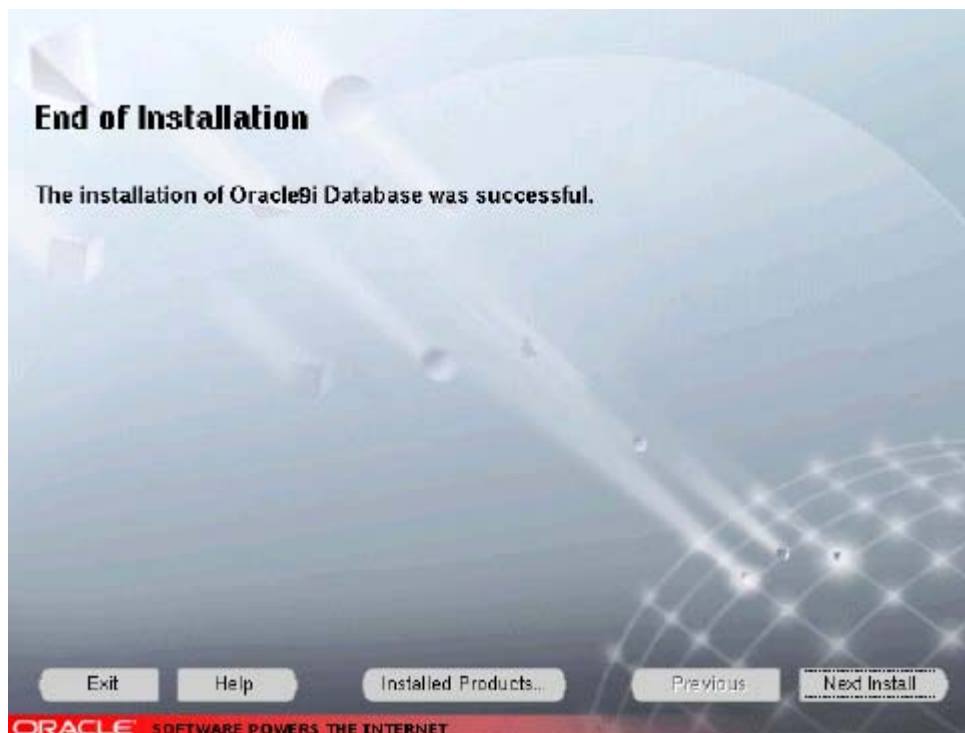 End of Installation
The installation of Oracle9i Database was successful.
Exit
Help
Installed Products...
Previous
Next Install
ORACLE SOFTWARE POWERS THE INTERNET